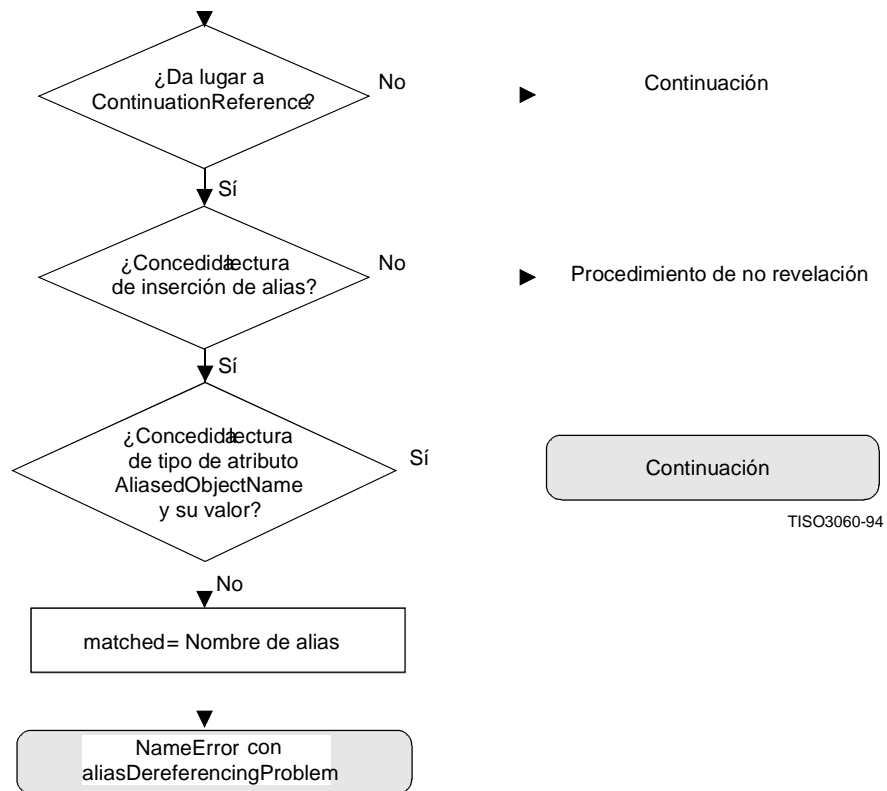 ¿Da lugar a
ContinuationReference?
No
Continuación
Sí
¿Concedida lectura
de inserción de alias?
No
Procedimiento de no revelación
Sí
¿Concedida lectura
de tipo de atributo
AliasedObjectName
y su valor?
Sí
Continuación
TISO3060-94
No
matched = Nombre de alias
NameError con
aliasDereferencingProblem